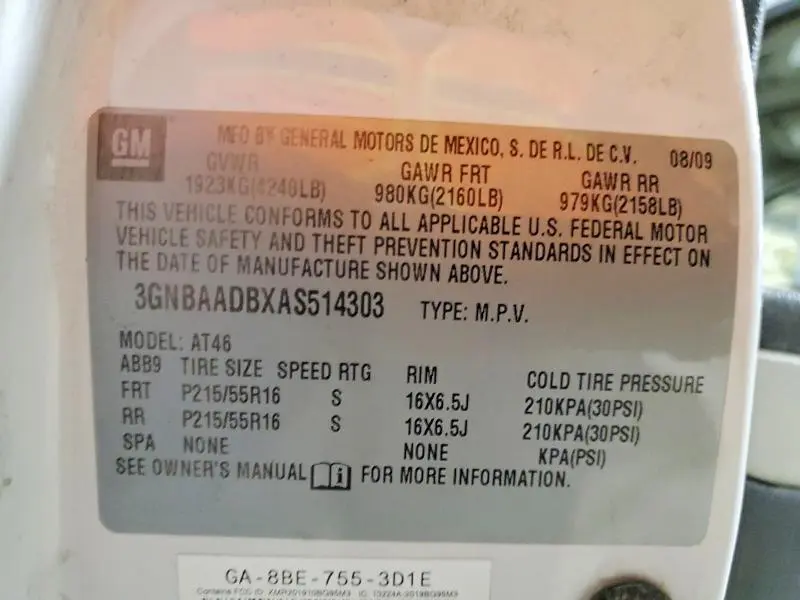 GM
MFD BY GENERAL MOTORS DE MEXICO, S. DE R.L. DE C.V. 08/09
GVWR GAWR FRT GAWR RR
1923KG(4240LB) 980KG(2160LB) 979KG(2158LB)
THIS VEHICLE CONFORMS TO ALL APPLICABLE U.S. FEDERAL MOTOR
VEHICLE SAFETY AND THEFT PREVENTION STANDARDS IN EFFECT ON
THE DATE OF MANUFACTURE SHOWN ABOVE.
3GNBAADBXAS514303 TYPE: M.P.V.
MODEL: AT46
ABB9 TIRE SIZE SPEED RTG RIM COLD TIRE PRESSURE
FRT P215/55R16 S 16X6.5J 210KPA(30PSI)
RR P215/55R16 S 16X6.5J 210KPA(30PSI)
SPA NONE NONE KPA(PSI)
SEE OWNER'S MANUAL FOR MORE INFORMATION.
GA-8BE-755-3D1E
Contains FCC ID: